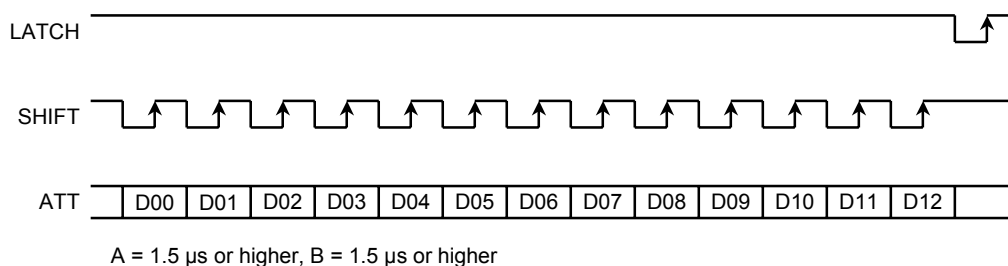 LATCH
SHIFT
ATT D00 D01 D02 D03 D04 D05 D06 D07 D08 D09 D10 D11 D12
A = 1.5 μs or higher, B = 1.5 μs or higher